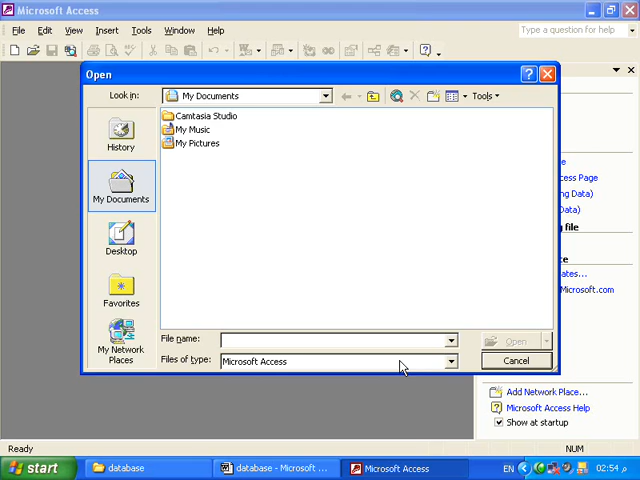 Microsoft Access
File Edit View Insert Tools Window Help
Type a question for help
Open
Look in: My Documents Tools
Camtasia Studio
My Music
My Pictures
History
My Documents
Desktop
Favorites
My Network
Places
File name:
Files of type: Microsoft Access
Open
Cancel
ess Page
ng Data)
Data)
g file
ates...
Microsoft.com
Add Network Place...
Microsoft Access Help
Show at startup
Ready
NUM
start
database
database - Microsoft ...
Microsoft Access
EN
02:54 م